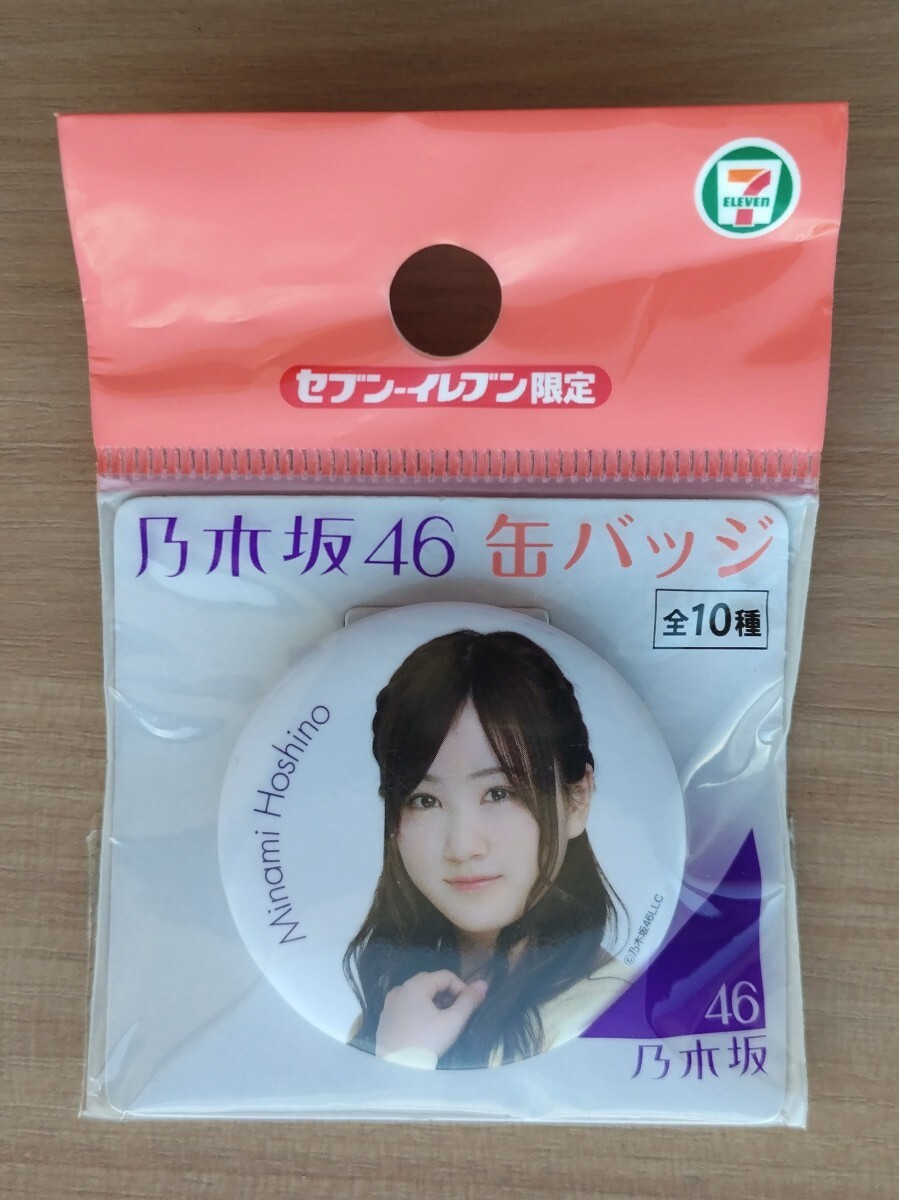 7
ELEVEN
セブン-イレブン限定
乃木坂46 缶バッジ
全10種
Minami Hoshino
©乃木坂46LLC
46
乃木坂